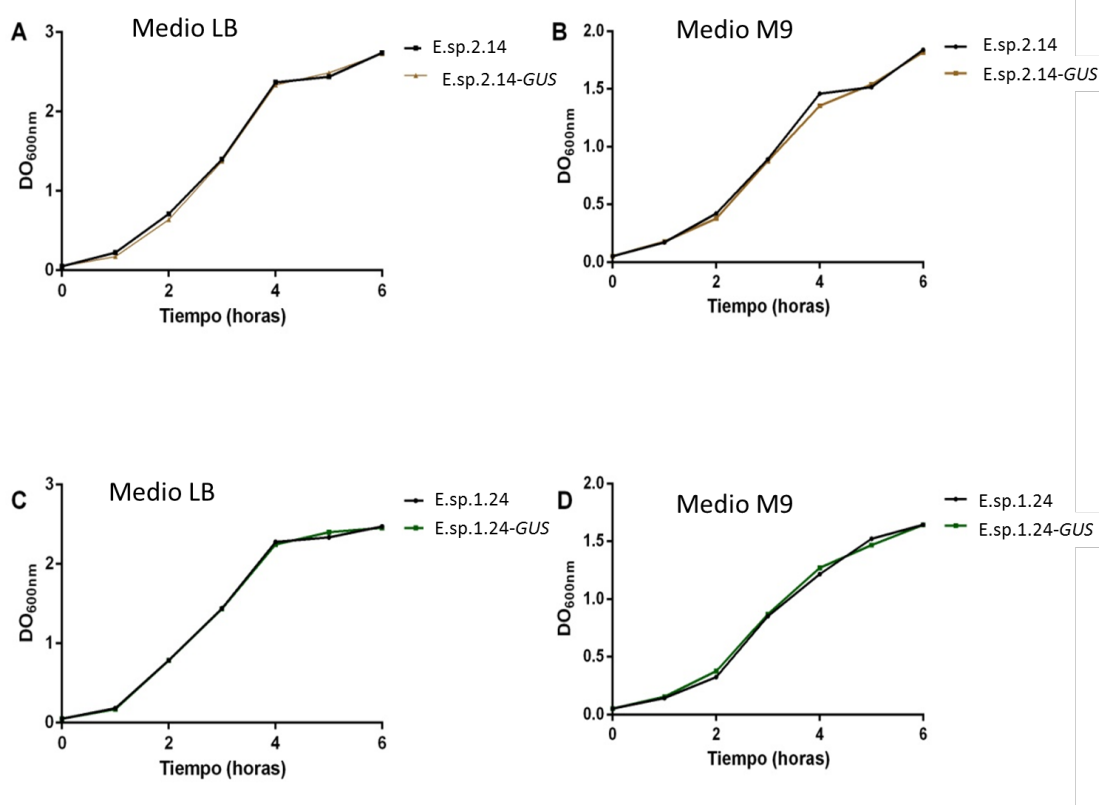 A
Medio LB
E.sp.2.14
E.sp.2.14-GUS
3
2
1
0
DO600nm
0 2 4 6
Tiempo (horas)
B
Medio M9
E.sp.2.14
E.sp.2.14-GUS
2.0
1.5
1.0
0.5
0.0
DO600nm
0 2 4 6
Tiempo (horas)
C
Medio LB
E.sp.1.24
E.sp.1.24-GUS
3
2
1
0
DO600nm
0 2 4 6
Tiempo (horas)
D
Medio M9
E.sp.1.24
E.sp.1.24-GUS
2.0
1.5
1.0
0.5
0.0
DO600nm
0 2 4 6
Tiempo (horas)